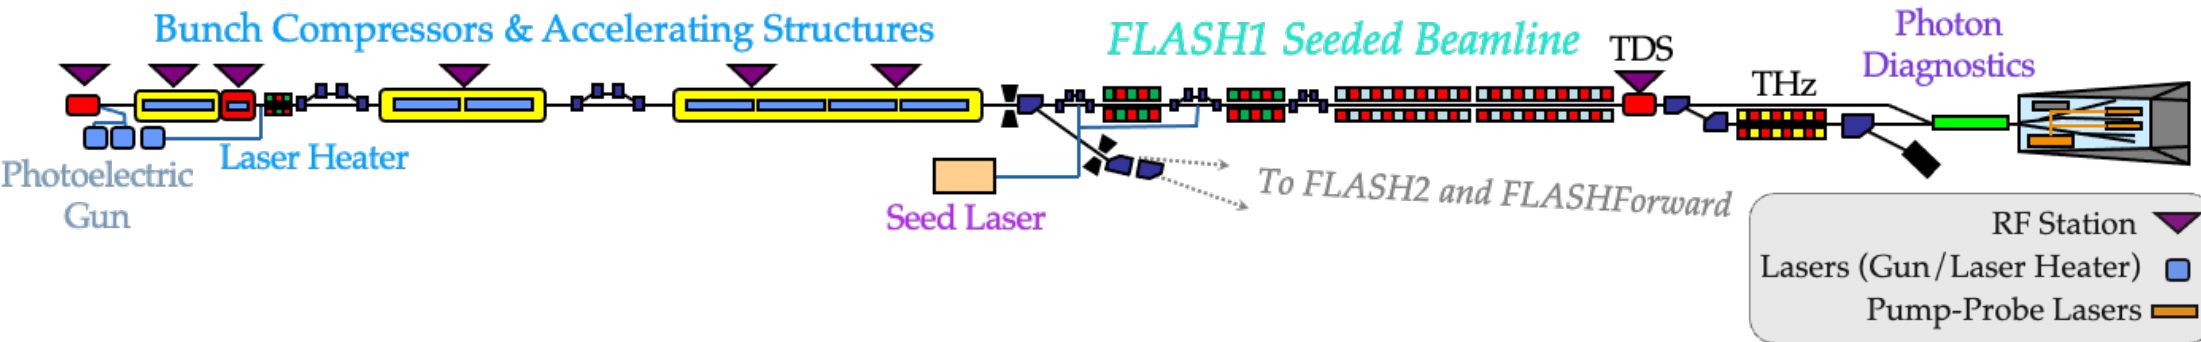 Bunch Compressors & Accelerating Structures
FLASH1 Seeded Beamline
TDS
THz
Photon
Diagnostics
Photoelectric
Gun
Laser Heater
Seed Laser
To FLASH2 and FLASHForward
RF Station
Lasers (Gun/Laser Heater)
Pump-Probe Lasers